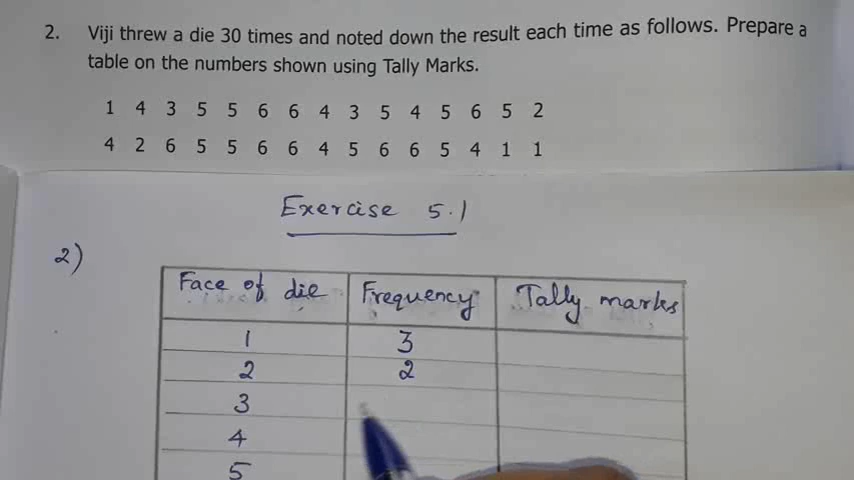 2. Viji threw a die 30 times and noted down the result each time as follows. Prepare a
table on the numbers shown using Tally Marks.
1 4 3 5 5 6 6 4 3 5 4 5 6 5 2
4 2 6 5 5 6 6 4 5 6 6 5 4 1 1
Exercise 5.1
2)
Face of die Frequency Tally marks
1 3
2 2
3
4
5